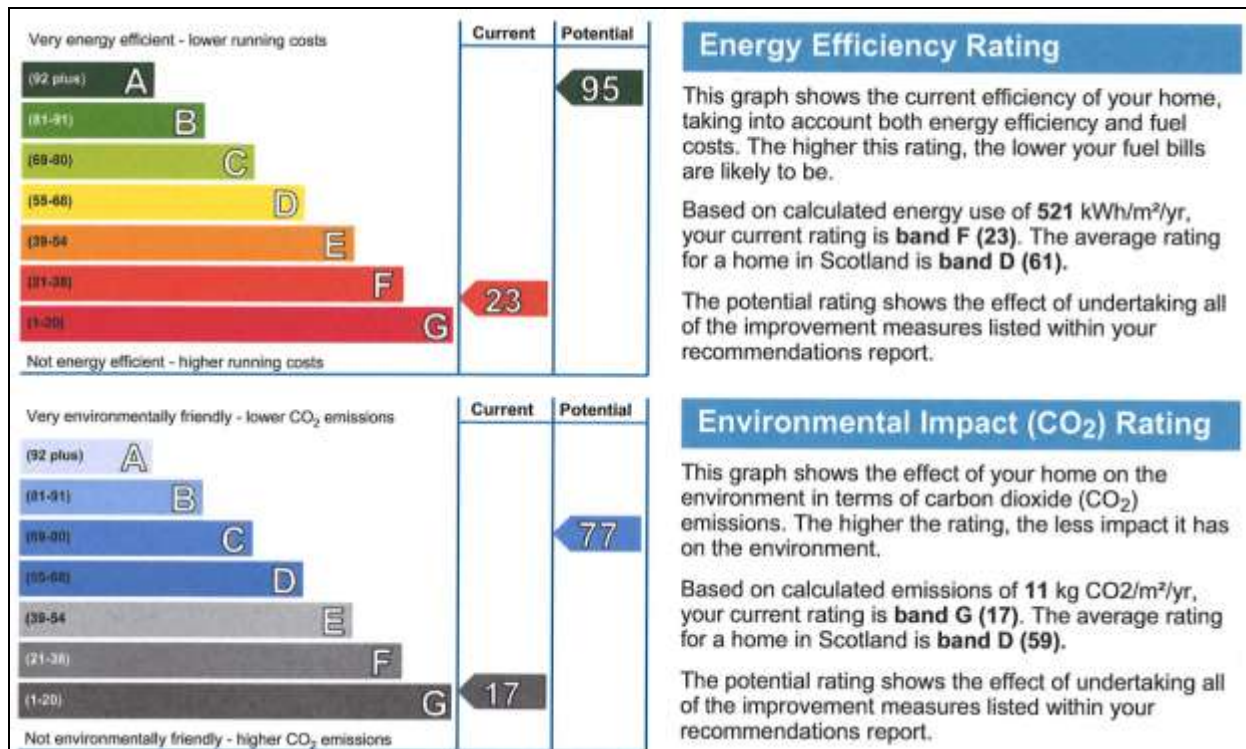 Very energy efficient - lower running costs
Current
Potential
(92 plus) A
(81-91) B
(69-80) C
(55-68) D
(39-54 E
(21-38) F
(1-20) G
95
23
Not energy efficient - higher running costs
Energy Efficiency Rating
This graph shows the current efficiency of your home,
taking into account both energy efficiency and fuel
costs. The higher this rating, the lower your fuel bills
are likely to be.
Based on calculated energy use of 521 kWh/m²/yr,
your current rating is band F (23). The average rating
for a home in Scotland is band D (61).
The potential rating shows the effect of undertaking all
of the improvement measures listed within your
recommendations report.
Very environmentally friendly - lower CO₂ emissions
Current
Potential
(92 plus) A
(81-91) B
(69-80) C
(55-68) D
(39-54 E
(21-38) F
(1-20) G
77
17
Not environmentally friendly - higher CO₂ emissions
Environmental Impact (CO₂) Rating
This graph shows the effect of your home on the
environment in terms of carbon dioxide (CO₂)
emissions. The higher the rating, the less impact it has
on the environment.
Based on calculated emissions of 11 kg CO2/m²/yr,
your current rating is band G (17). The average rating
for a home in Scotland is band D (59).
The potential rating shows the effect of undertaking all
of the improvement measures listed within your
recommendations report.